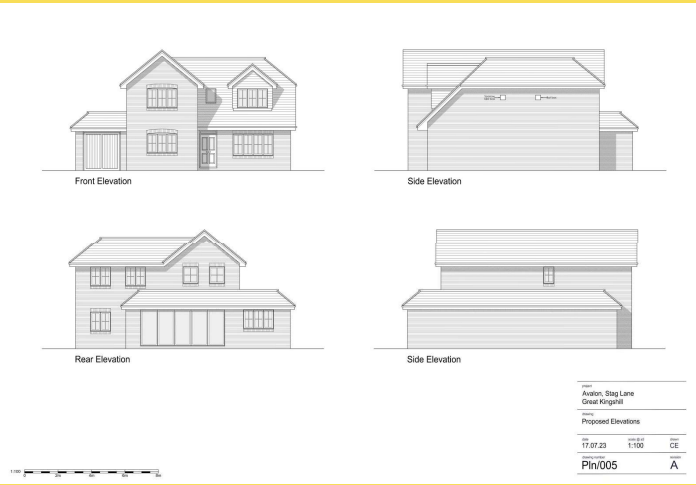 Front Elevation
Side Elevation
Rear Elevation
Side Elevation
project
Avalon, Stag Lane
Great Kingshill
drawing
Proposed Elevations
date
scale @ a3
drawn
17.07.23
1:100
CE
drawing number
revision
Pln/005
A
1:100
0
2m
4m
6m
8m